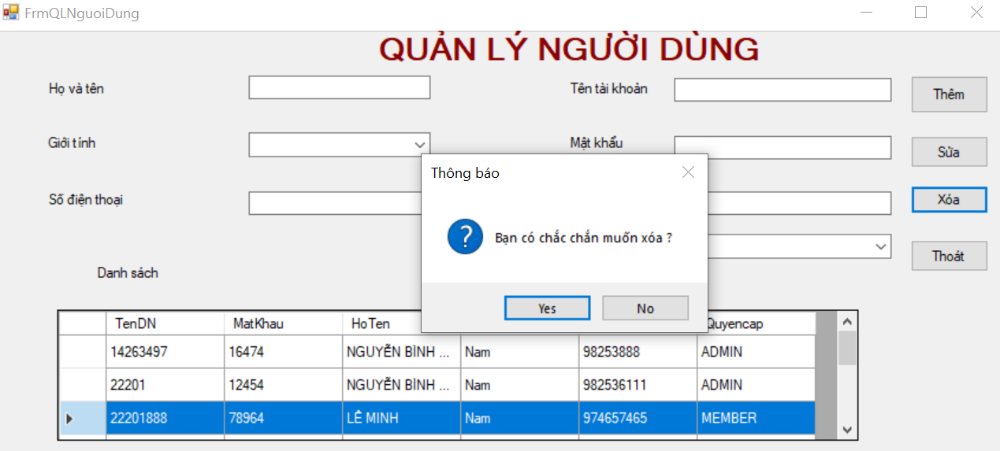 FrmQLNguoiDung
QUẢN LÝ NGƯỜI DÙNG
Họ và tên
Tên tài khoản
Thêm
Giới tính
Mật khẩu
Sửa
Số điện thoại
Xóa
Thông báo
Bạn có chắc chắn muốn xóa ?
Yes No
Thoát
Danh sách
TenDN MatKhau HoTen Quyencap
14263497 16474 NGUYỄN BÌNH ... Nam 98253888 ADMIN
22201 12454 NGUYỄN BÌNH ... Nam 982536111 ADMIN
22201888 78964 LÊ MINH Nam 974657465 MEMBER